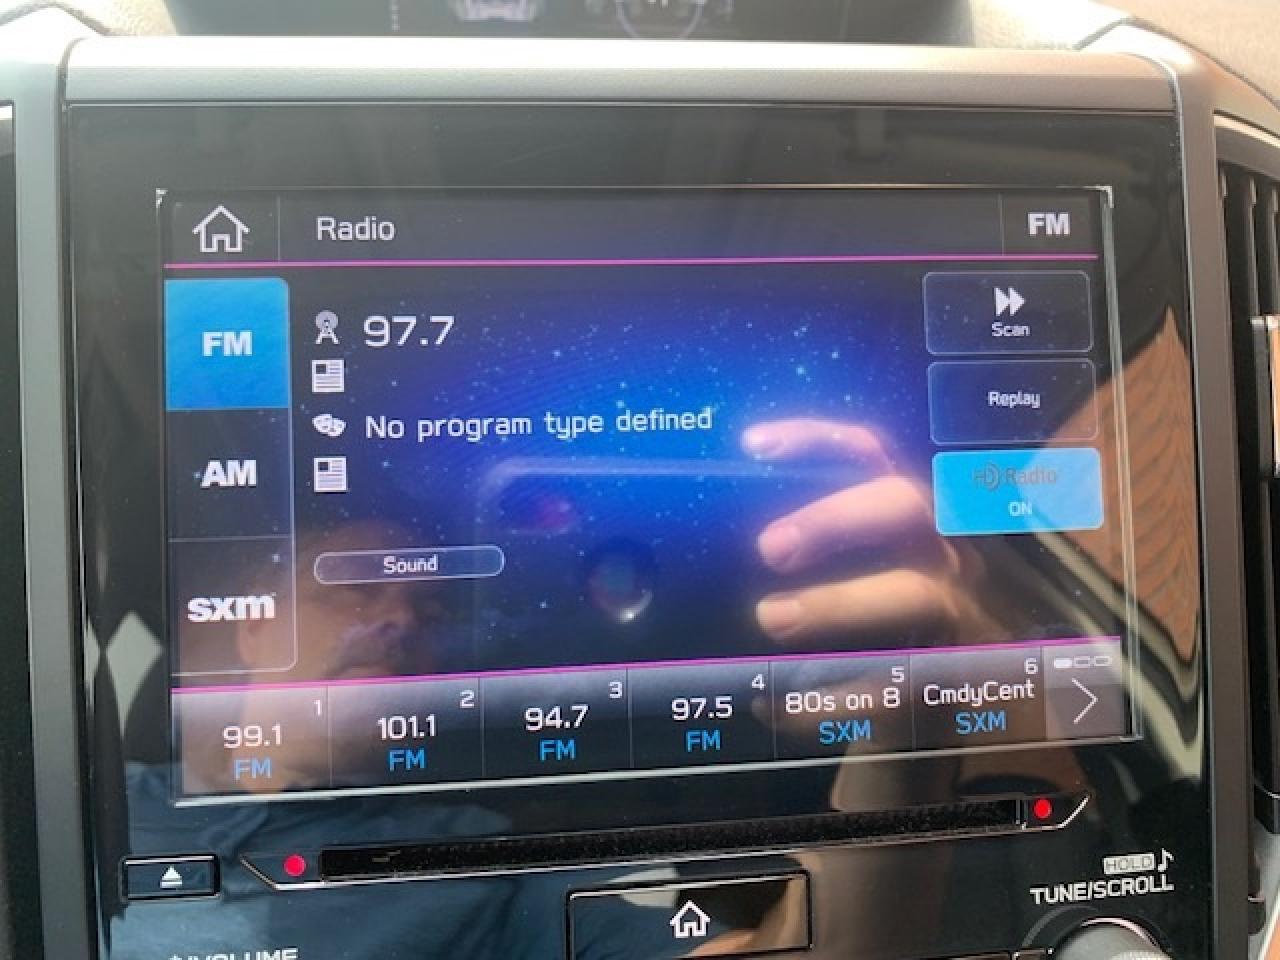 Radio
FM
FM
97.7
Scan
No program type defined
Replay
AM
HD Radio
ON
Sound
sxm
1
99.1
FM
2
101.1
FM
3
94.7
FM
4
97.5
FM
5
80s on 8
SXM
6
CmdyCent
SXM
HOLD
TUNE/SCROLL
VOLUME